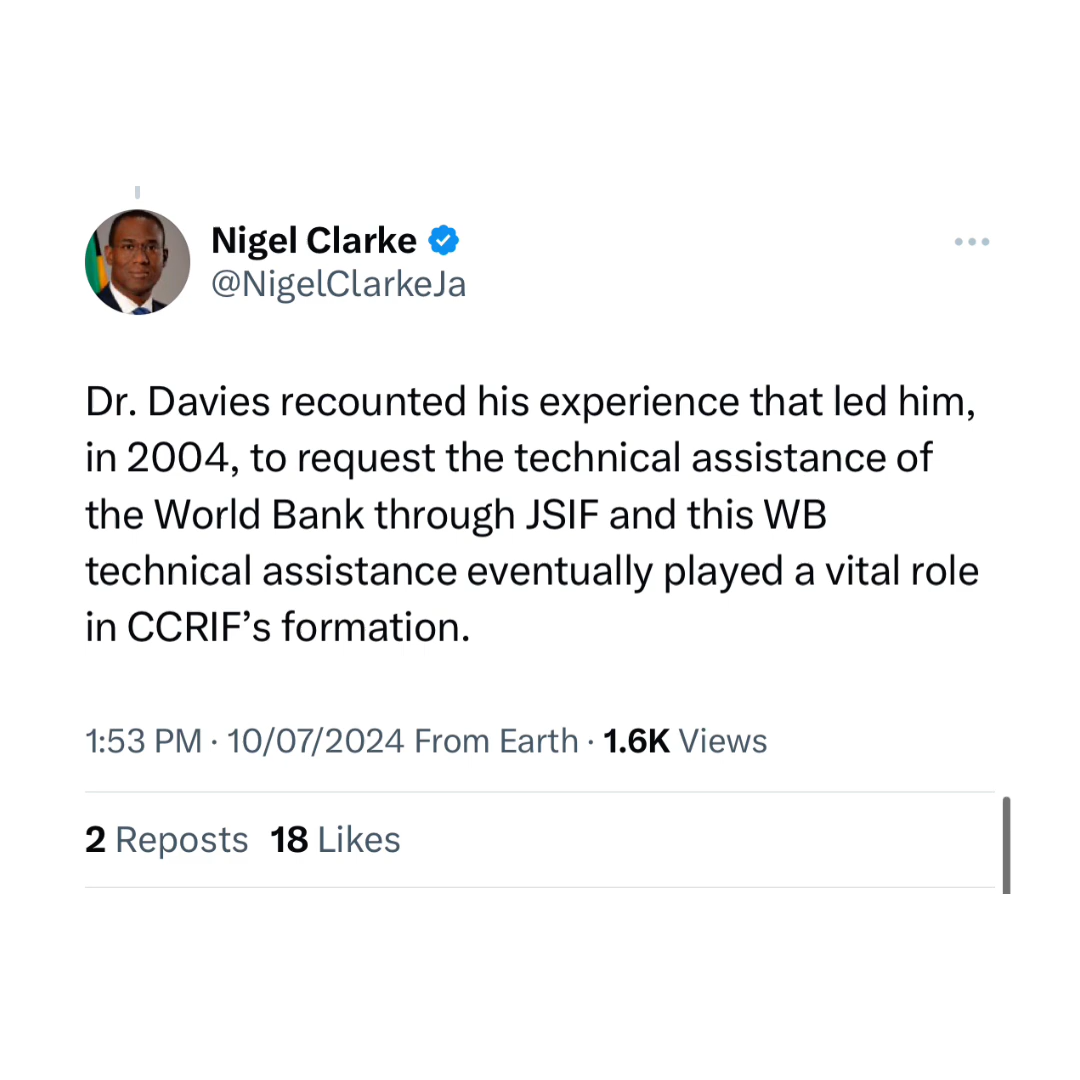 Nigel Clarke
@NigelClarkeJa
Dr. Davies recounted his experience that led him,
in 2004, to request the technical assistance of
the World Bank through JSIF and this WB
technical assistance eventually played a vital role
in CCRIF’s formation.
1:53 PM · 10/07/2024 From Earth · 1.6K Views
2 Reposts 18 Likes